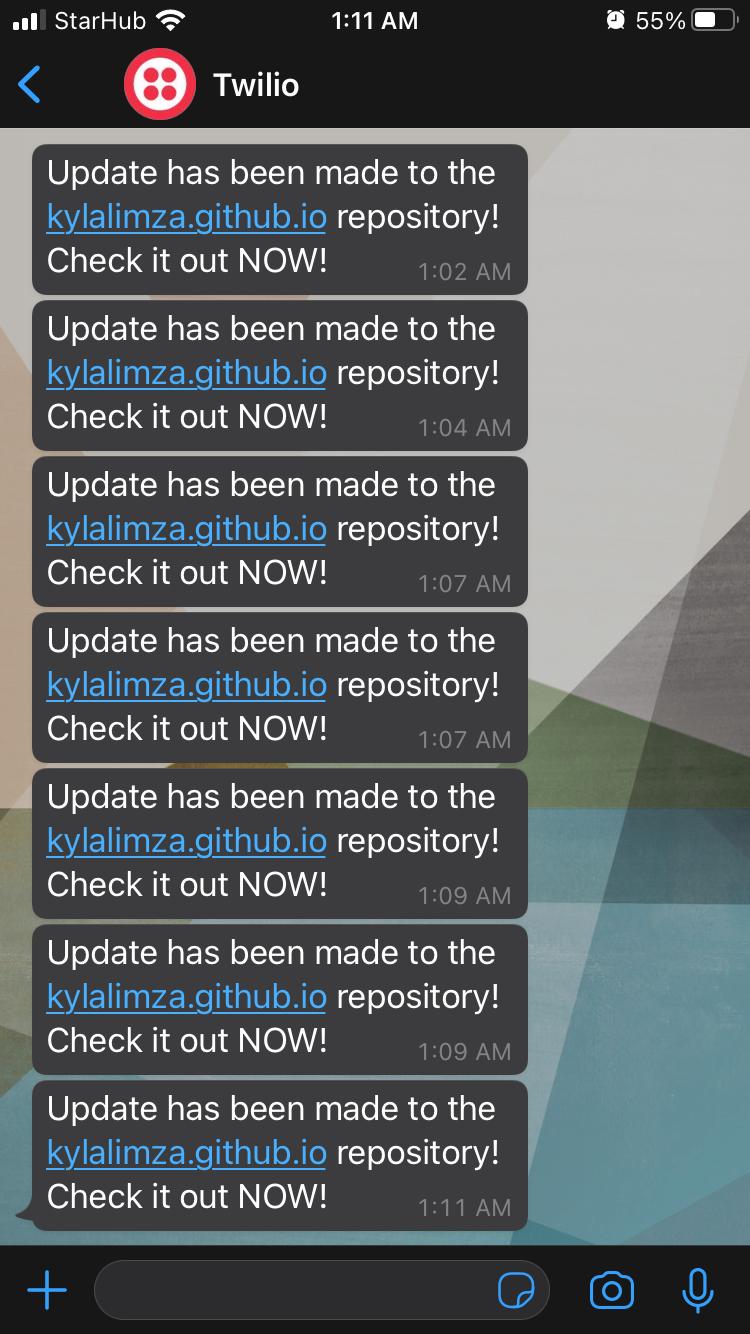 StarHub 1:11 AM 55%
Twilio
Update has been made to the
kylalimza.github.io repository!
Check it out NOW! 1:02 AM
Update has been made to the
kylalimza.github.io repository!
Check it out NOW! 1:04 AM
Update has been made to the
kylalimza.github.io repository!
Check it out NOW! 1:07 AM
Update has been made to the
kylalimza.github.io repository!
Check it out NOW! 1:07 AM
Update has been made to the
kylalimza.github.io repository!
Check it out NOW! 1:09 AM
Update has been made to the
kylalimza.github.io repository!
Check it out NOW! 1:09 AM
Update has been made to the
kylalimza.github.io repository!
Check it out NOW! 1:11 AM